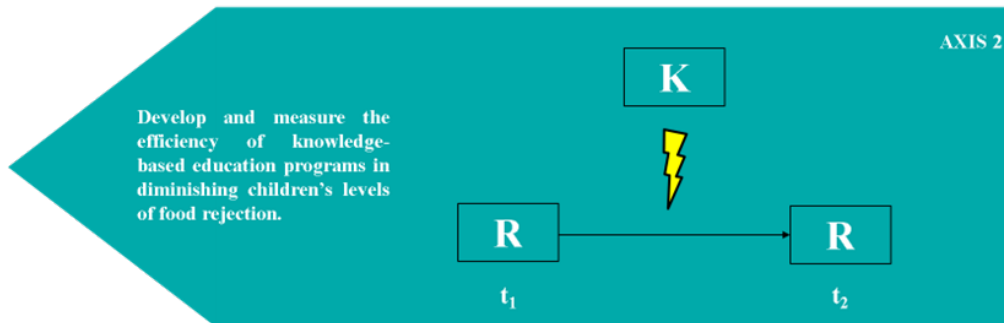 AXIS 2
K
Develop and measure the
efficiency of knowledge-
based education programs in
diminishing children’s levels
of food rejection.
R
R
t₁
t₂